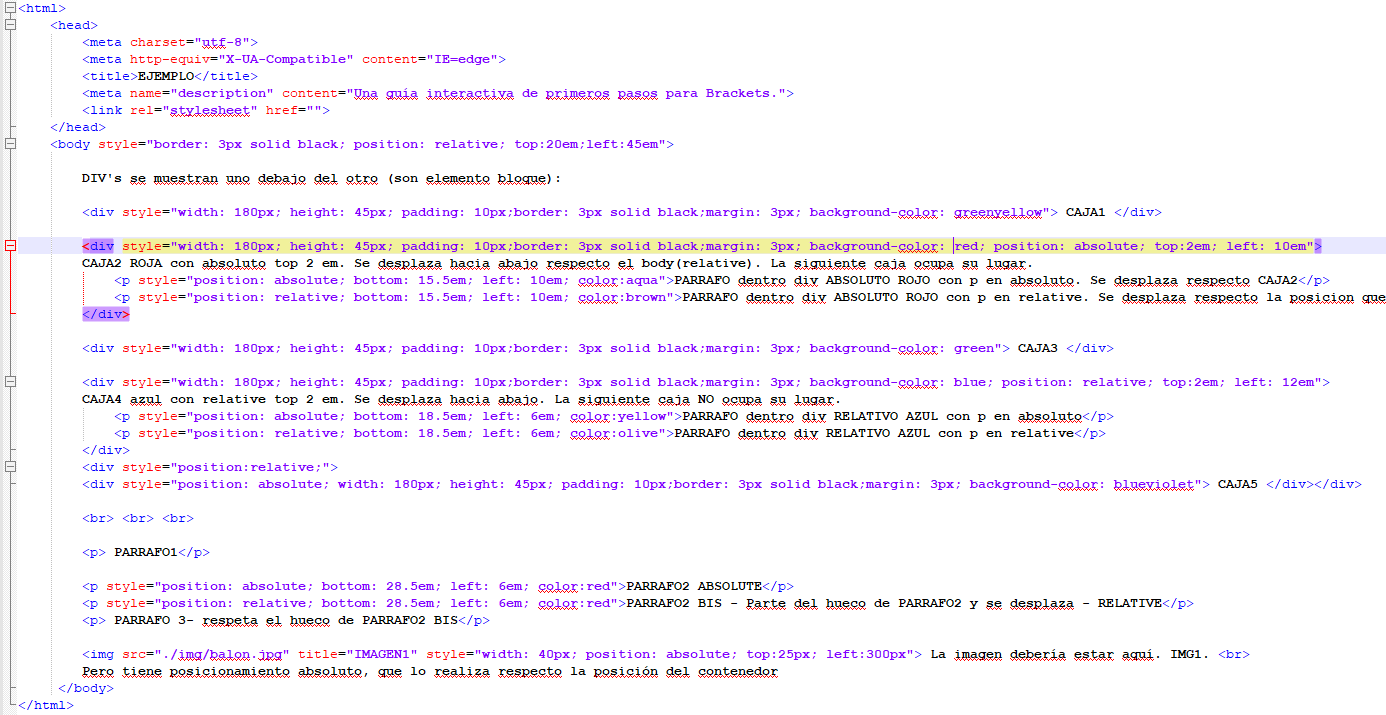 <html>
<head>
<meta charset="utf-8">
<meta http-equiv="X-UA-Compatible" content="IE=edge">
<title>EJEMPLO</title>
<meta name="description" content="Una guía interactiva de primeros pasos para Brackets.">
<link rel="stylesheet" href="">
</head>
<body style="border: 3px solid black; position: relative; top:20em;left:45em">
DIV's se muestran uno debajo del otro (son elemento bloque):
<div style="width: 180px; height: 45px; padding: 10px;border: 3px solid black;margin: 3px; background-color: greenyellow"> CAJA1 </div>
<div style="width: 180px; height: 45px; padding: 10px;border: 3px solid black;margin: 3px; background-color: red; position: absolute; top:2em; left: 10em">
CAJA2 ROJA con absoluto top 2 em. Se desplaza hacia abajo respecto el body(relative). La siguiente caja ocupa su lugar.
<p style="position: absolute; bottom: 15.5em; left: 10em; color:aqua">PARRAFO dentro div ABSOLUTO ROJO con p en absoluto. Se desplaza respecto CAJA2</p>
<p style="position: relative; bottom: 15.5em; left: 10em; color:brown">PARRAFO dentro div ABSOLUTO ROJO con p en relative. Se desplaza respecto la posicion que
</div>
<div style="width: 180px; height: 45px; padding: 10px;border: 3px solid black;margin: 3px; background-color: green"> CAJA3 </div>
<div style="width: 180px; height: 45px; padding: 10px;border: 3px solid black;margin: 3px; background-color: blue; position: relative; top:2em; left: 12em">
CAJA4 azul con relative top 2 em. Se desplaza hacia abajo. La siguiente caja NO ocupa su lugar.
<p style="position: absolute; bottom: 18.5em; left: 6em; color:yellow">PARRAFO dentro div RELATIVO AZUL con p en absoluto</p>
<p style="position: relative; bottom: 18.5em; left: 6em; color:olive">PARRAFO dentro div RELATIVO AZUL con p en relative</p>
</div>
<div style="position:relative;">
<div style="position: absolute; width: 180px; height: 45px; padding: 10px;border: 3px solid black;margin: 3px; background-color: blueviolet"> CAJA5 </div></div>
<br> <br> <br>
<p> PARRAFO1</p>
<p style="position: absolute; bottom: 28.5em; left: 6em; color:red">PARRAFO2 ABSOLUTE</p>
<p style="position: relative; bottom: 28.5em; left: 6em; color:red">PARRAFO2 BIS - Parte del hueco de PARRAFO2 y se desplaza - RELATIVE</p>
<p> PARRAFO 3- respeta el hueco de PARRAFO2 BIS</p>
<img src="./img/balon.jpg" title="IMAGEN1" style="width: 40px; position: absolute; top:25px; left:300px"> La imagen debería estar aquí. IMG1. <br>
Pero tiene posicionamiento absoluto, que lo realiza respecto la posición del contenedor
</body>
</html>